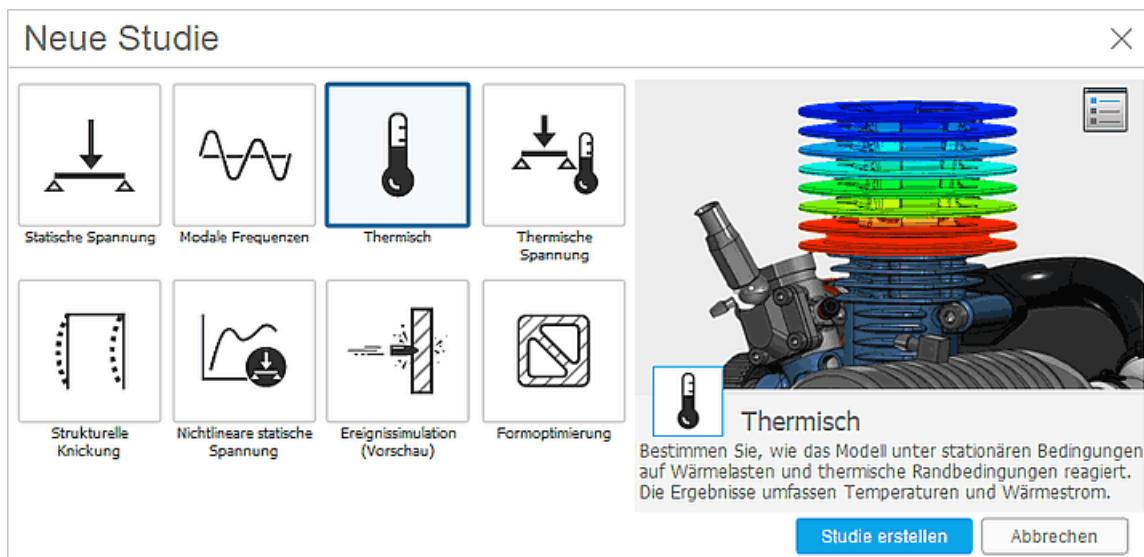 Neue Studie
Statische Spannung
Modale Frequenzen
Thermisch
Thermische
Spannung
Strukturelle
Knickung
Nichtlineare statische
Spannung
Ereignissimulation
(Vorschau)
Formoptimierung
Thermisch
Bestimmen Sie, wie das Modell unter stationären Bedingungen
auf Wärmelasten und thermische Randbedingungen reagiert.
Die Ergebnisse umfassen Temperaturen und Wärmestrom.
Studie erstellen
Abbrechen